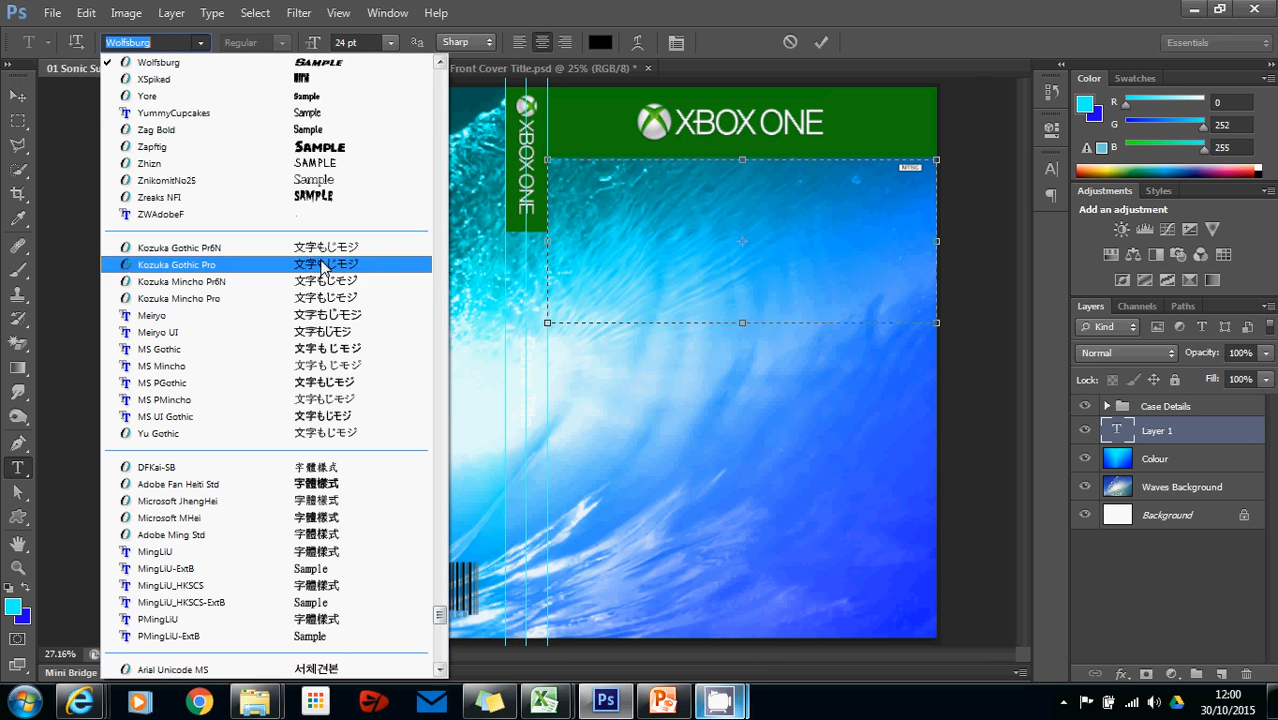 Ps File Edit Image Layer Type Select Filter View Window Help
T Wolfsburg Regular 24 pt aa Sharp Essentials
01 Sonic Su Front Cover Title.psd @ 25% (RGB/8) * ×
Wolfsburg Sample
XSpiked
Yore Sample
YummyCupcakes Sample
Zag Bold Sample
Zapftig SAMPLE
Zhizn SAMPLE
ZnikomitNo25 Sample
Zreaks NFI SAMPLE
ZWAdobeF
Kozuka Gothic Pr6N 文字もじモジ
Kozuka Gothic Pro 文字もじモジ
Kozuka Mincho Pr6N 文字もじモジ
Kozuka Mincho Pro 文字もじモジ
Meiryo 文字もじモジ
Meiryo UI 文字もじモジ
MS Gothic 文字もじモジ
MS Mincho 文字もじモジ
MS PGothic 文字もじモジ
MS PMincho 文字もじモジ
MS UI Gothic 文字もじモジ
Yu Gothic 文字もじモジ
DFKai-SB 字體樣式
Adobe Fan Heiti Std 字體樣式
Microsoft JhengHei 字體樣式
Microsoft MHei 字體樣式
Adobe Ming Std 字體樣式
MingLiU 字體樣式
MingLiU-ExtB Sample
MingLiU_HKSCS 字體樣式
MingLiU_HKSCS-ExtB Sample
PMingLiU 字體樣式
PMingLiU-ExtB Sample
Arial Unicode MS 서체견본
XBOX ONE
XBOX ONE
NTSC
Color Swatches
R 0
G 252
B 255
Adjustments Styles
Add an adjustment
Layers Channels Paths
Kind
Normal Opacity: 100%
Lock: Fill: 100%
Case Details
T Layer 1
Colour
Waves Background
Background
27.16%
Mini Bridge
12:00
30/10/2015